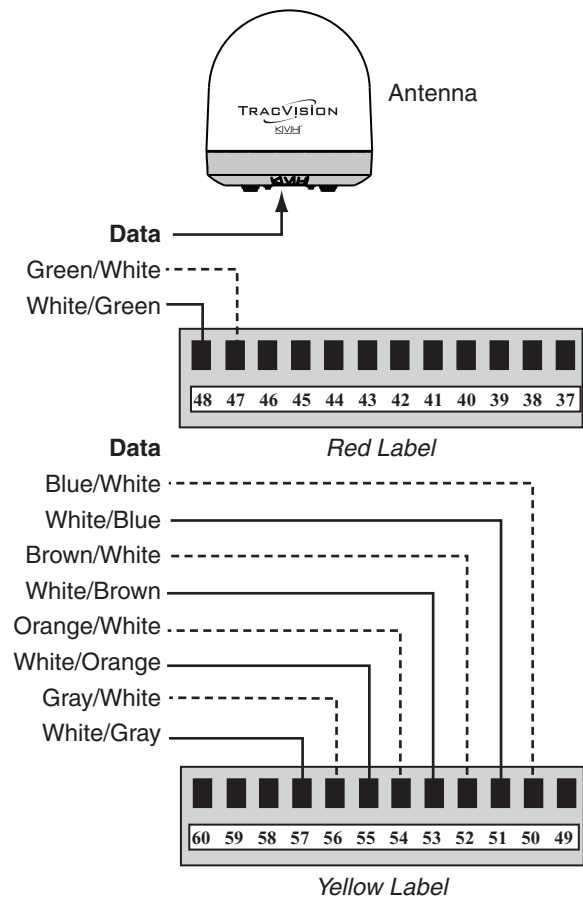 TRACVISION
KVH
Antenna
KVH
Data
Green/White
White/Green
48 47 46 45 44 43 42 41 40 39 38 37
Data
Red Label
Blue/White
White/Blue
Brown/White
White/Brown
Orange/White
White/Orange
Gray/White
White/Gray
60 59 58 57 56 55 54 53 52 51 50 49
Yellow Label